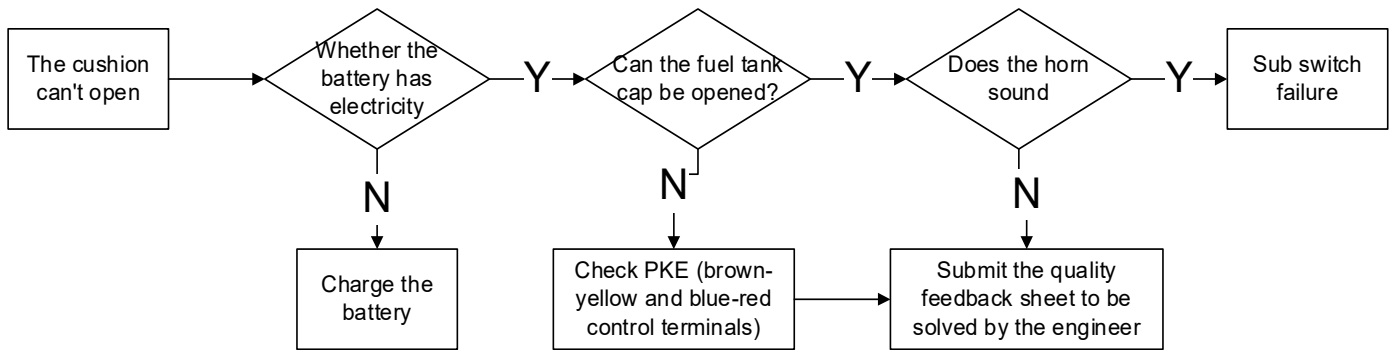 The cushion
can't open
Whether the
battery has
electricity
Y
Can the fuel tank
cap be opened?
Y
Does the horn
sound
Y
Sub switch
failure
N
N
N
Charge the
battery
Check PKE (brown-
yellow and blue-red
control terminals)
Submit the quality
feedback sheet to be
solved by the engineer